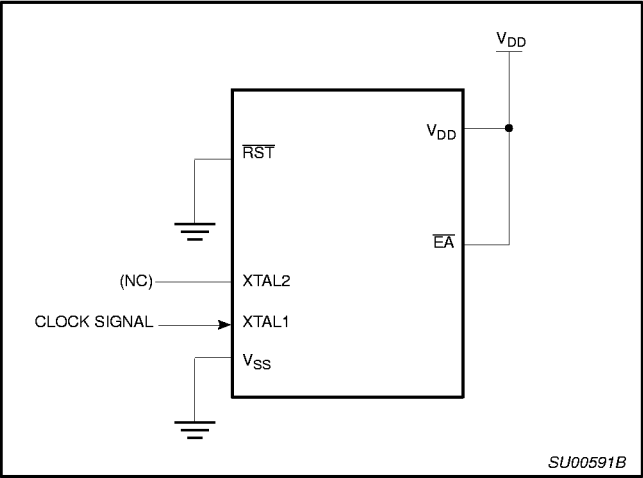 VDD
VDD
RST
EA
(NC) XTAL2
CLOCK SIGNAL XTAL1
VSS
SU00591B